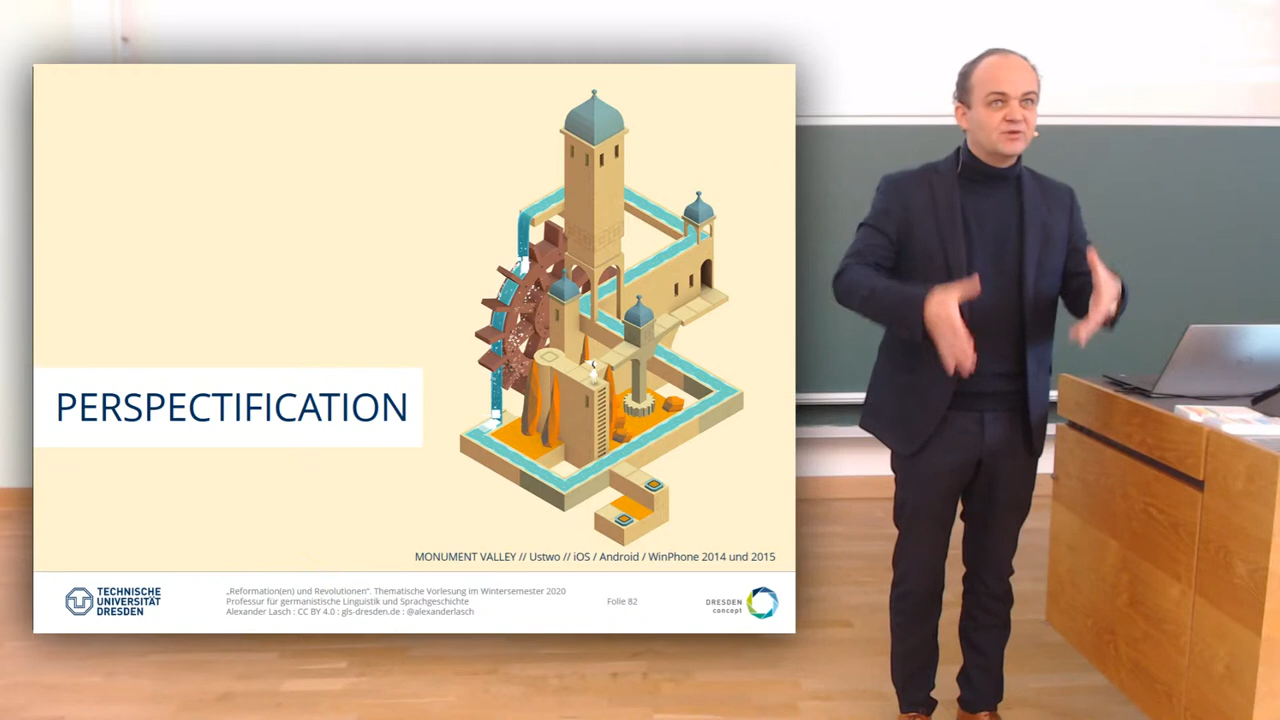 PERSPECTIFICATION
MONUMENT VALLEY // Ustwo // iOS / Android / WinPhone 2014 und 2015
TECHNISCHE
UNIVERSITÄT
DRESDEN
„Reformation(en) und Revolutionen“. Thematische Vorlesung im Wintersemester 2020
Professur für germanistische Linguistik und Sprachgeschichte
Alexander Lasch : CC BY 4.0 : gls-dresden.de : @alexanderlasch
Folie 82
DRESDEN
concept